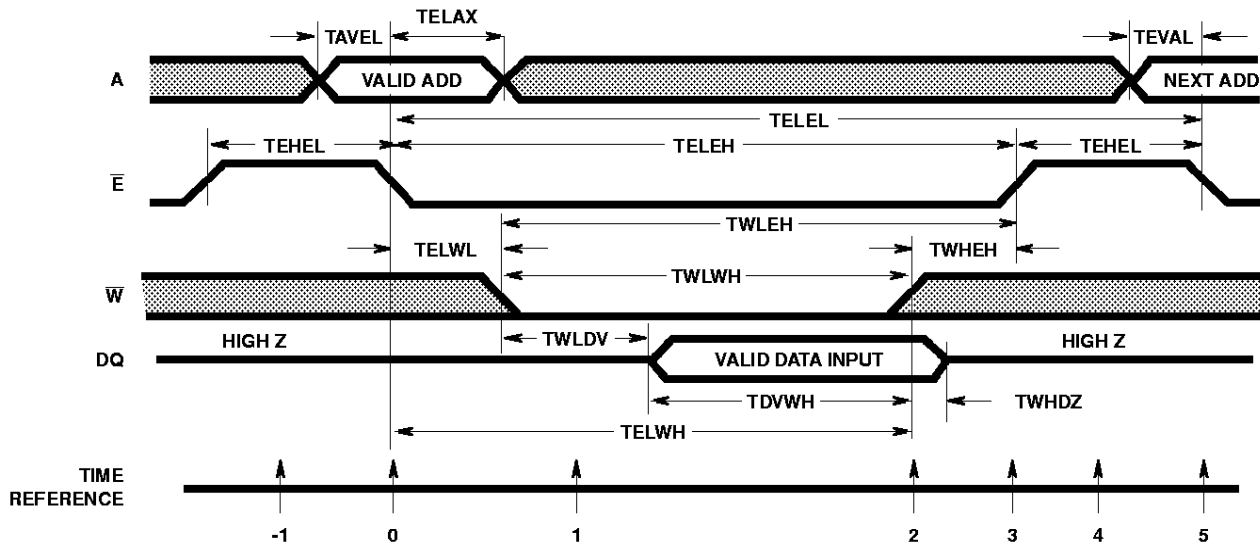 TELAX
TAVEL
TEVAL
A
VALID ADD
NEXT ADD
TELEL
TEHEL
TELEH
TEHEL
E
TWLEH
TELWL
TWHEH
TWLWH
W
HIGH Z
TWLDV
HIGH Z
DQ
VALID DATA INPUT
TDVWH
TWHDZ
TELWH
TIME
REFERENCE
-1 0 1 2 3 4 5